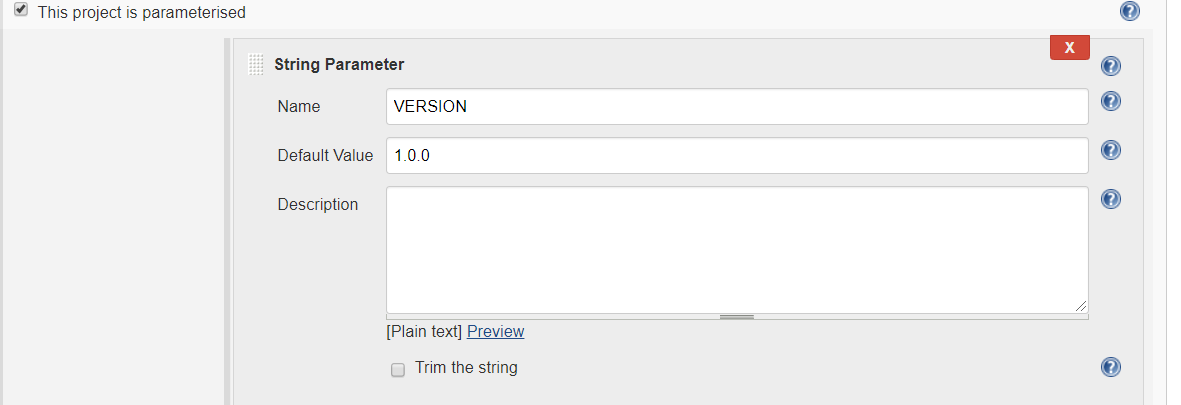 This project is parameterised
X
String Parameter
Name VERSION
Default Value 1.0.0
Description
[Plain text] Preview
Trim the string